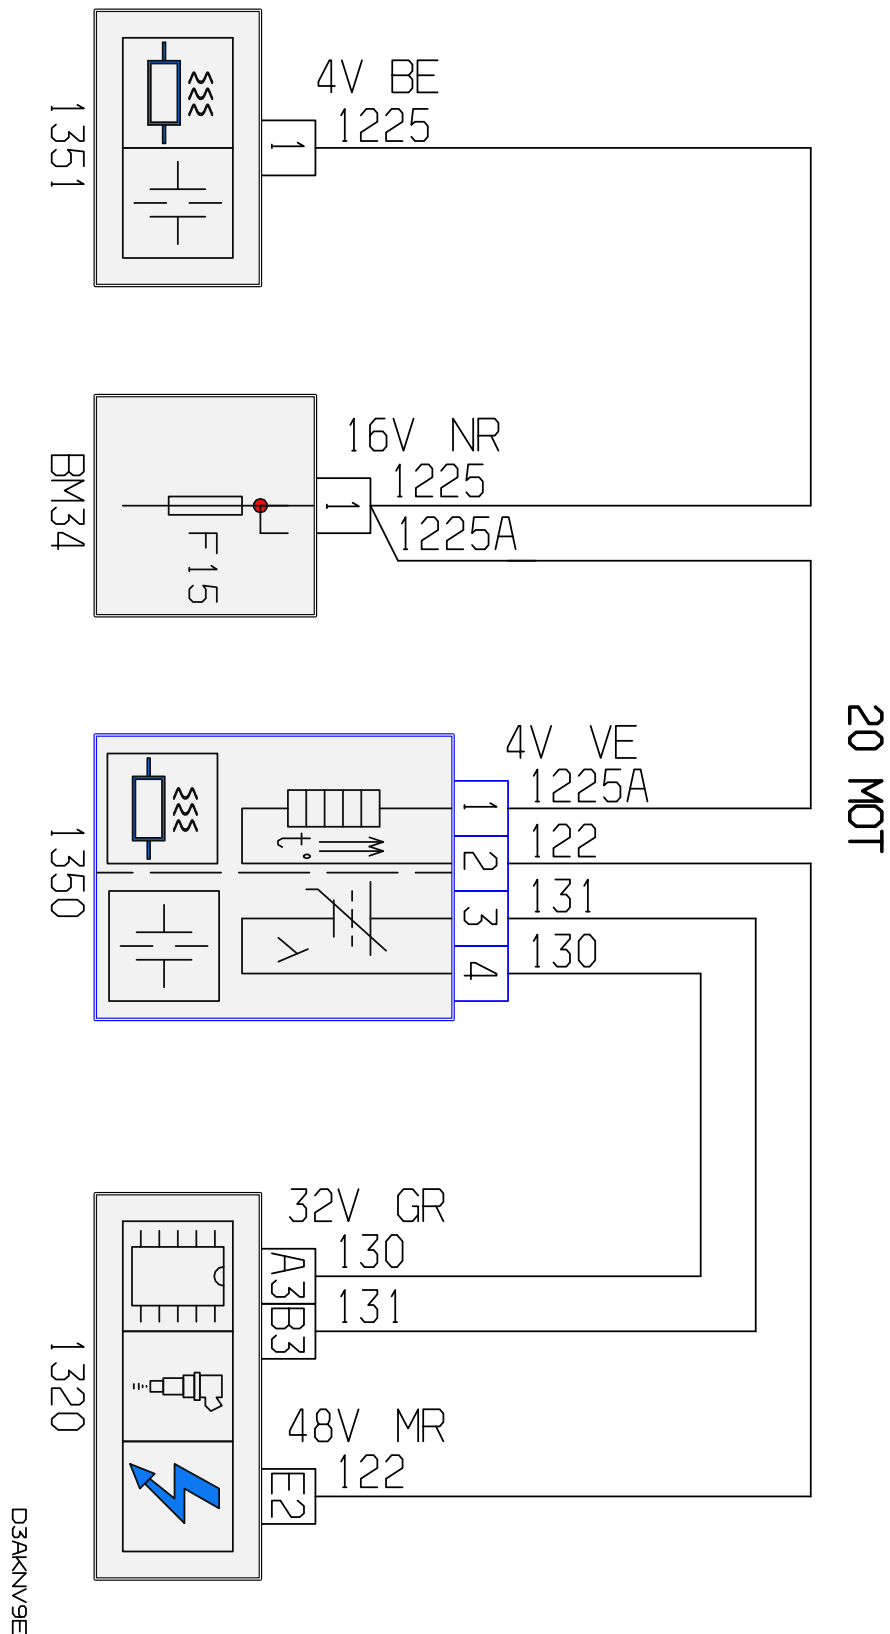 4V BE
1225
1
1351
16V NR
1225
1
1225A
F15
BM34
20 MOT
4V VE
1225A
1
122
2
131
3
130
4
t°
λ
1350
32V GR
130
A3
131
B3
1320
48V MR
122
E2
D3AKNV9E